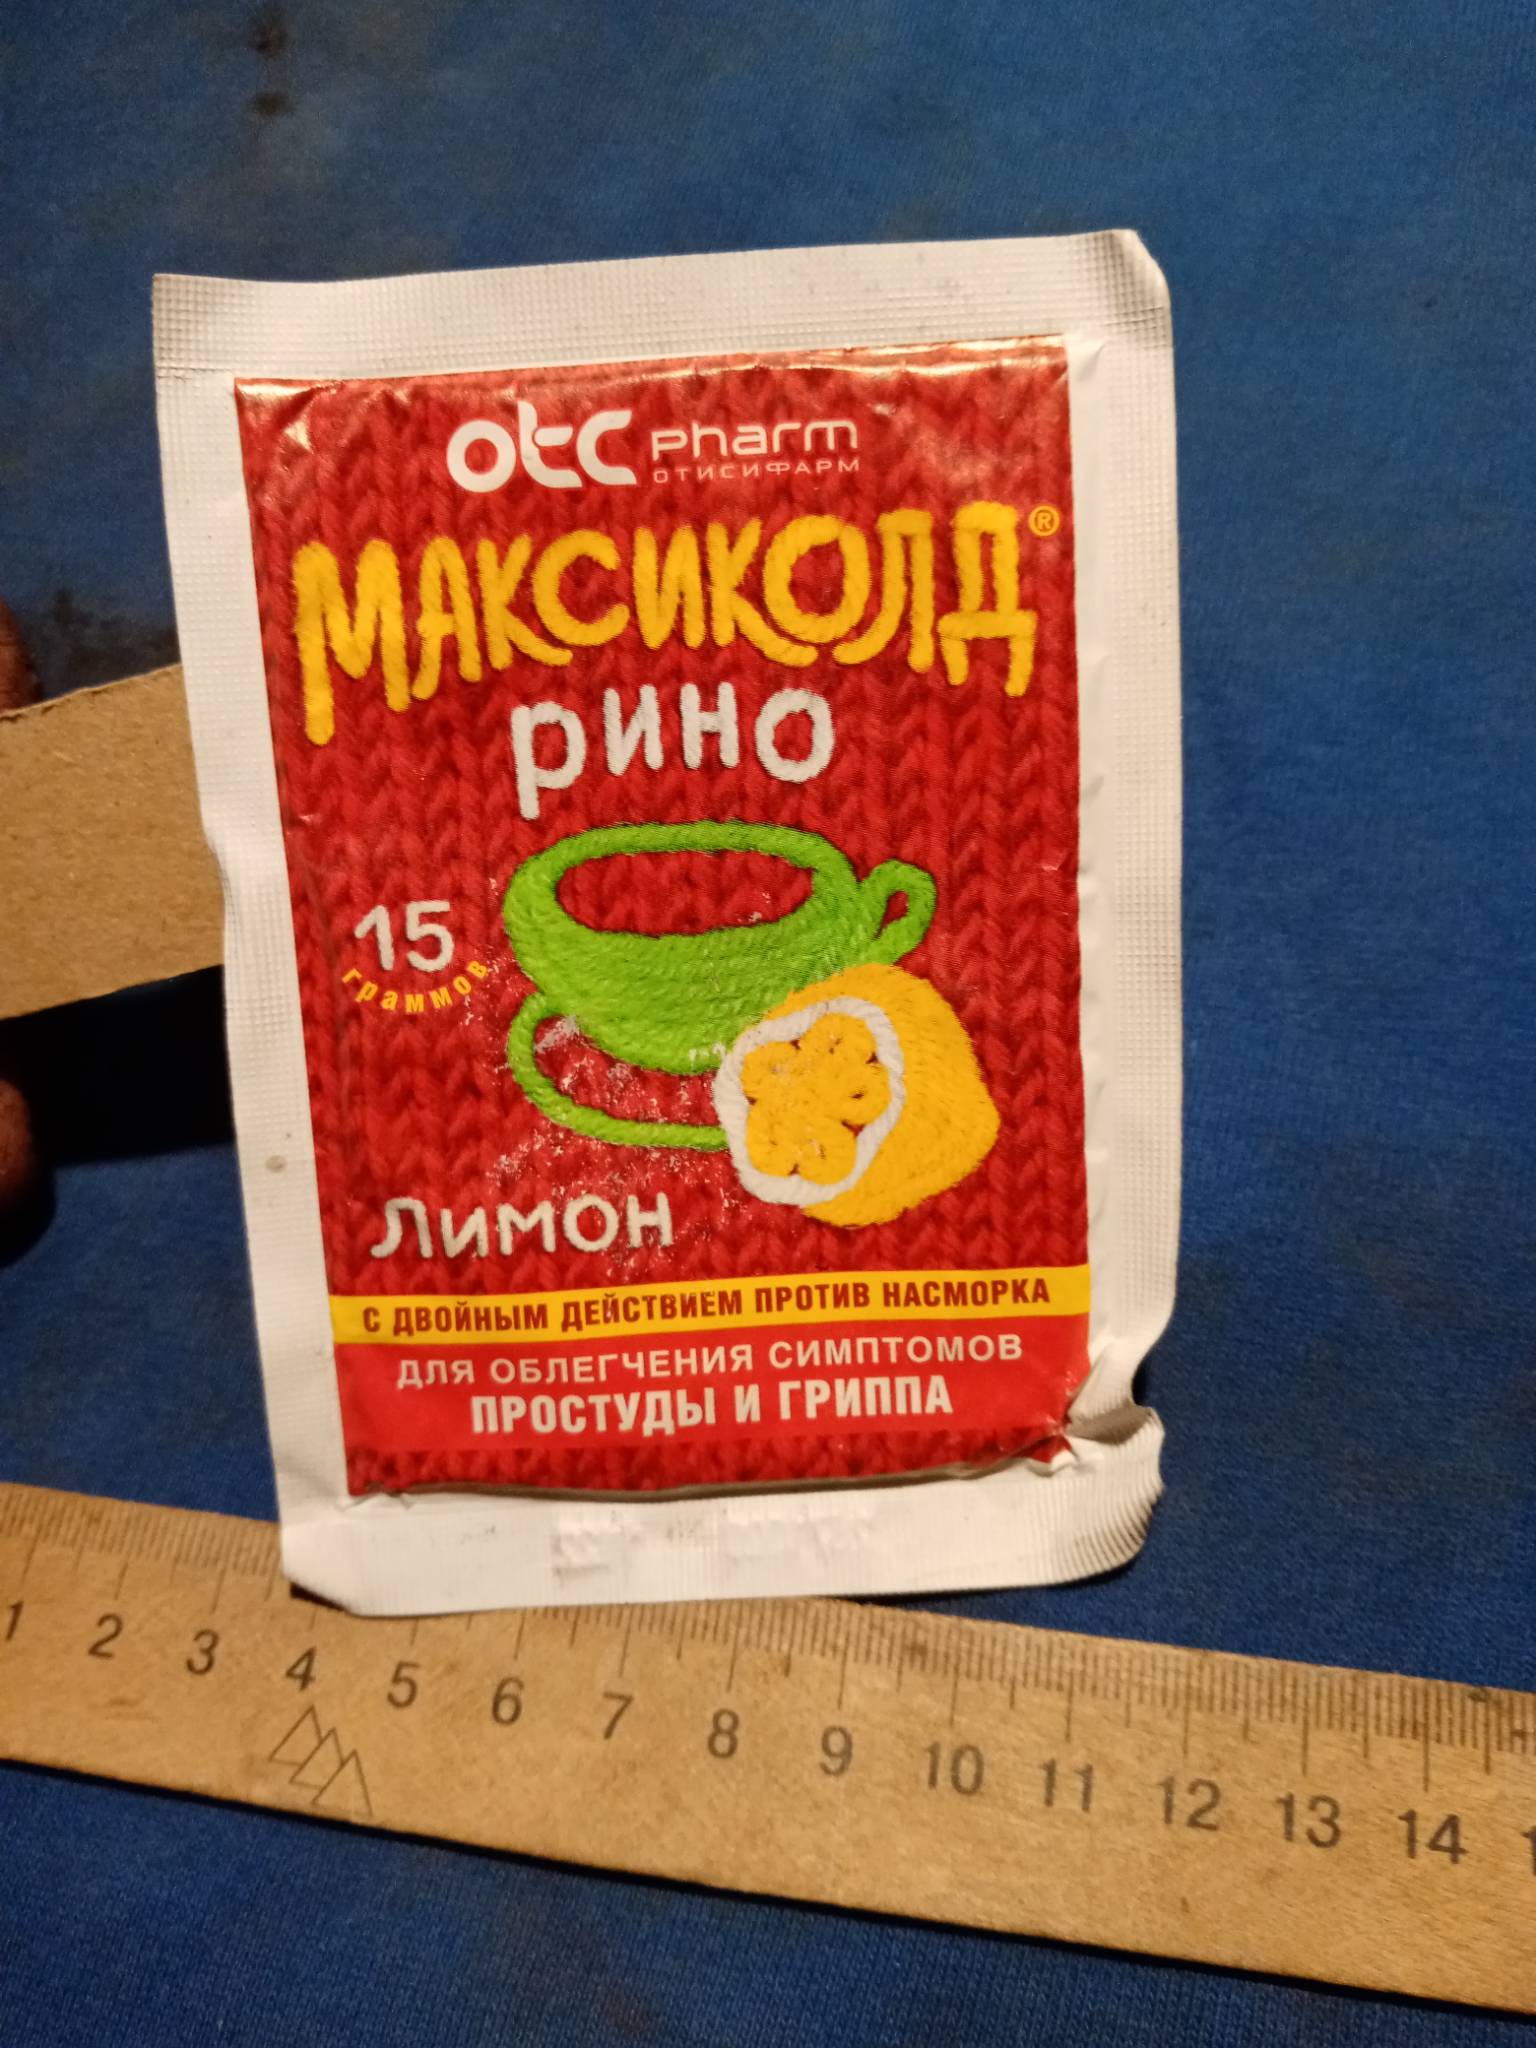 otc pharm
ОТИСИФАРМ
МАКСИКОЛД®
рино
15
граммов
Лимон
С ДВОЙНЫМ ДЕЙСТВИЕМ ПРОТИВ НАСМОРКА
ДЛЯ ОБЛЕГЧЕНИЯ СИМПТОМОВ
ПРОСТУДЫ И ГРИППА
1 2 3 4 5 6 7 8 9 10 11 12 13 14